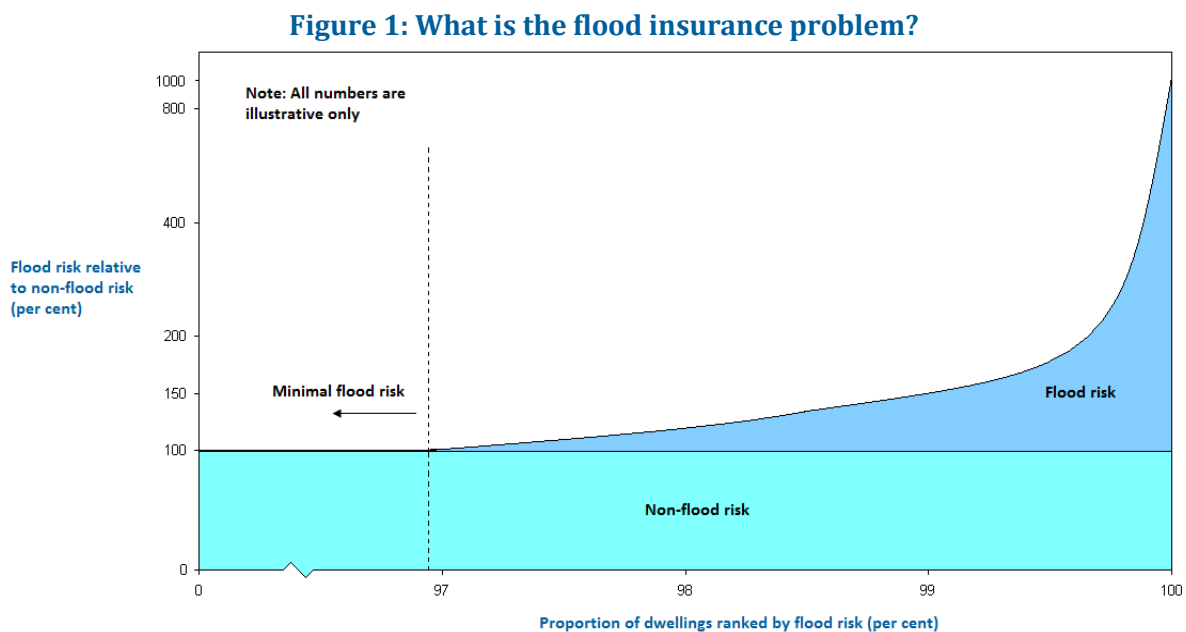 Figure 1: What is the flood insurance problem?
1000
800
400
200
150
100
0
Note: All numbers are
illustrative only
Flood risk relative
to non-flood risk
(per cent)
Minimal flood risk
Flood risk
Non-flood risk
0
97
98
99
100
Proportion of dwellings ranked by flood risk (per cent)